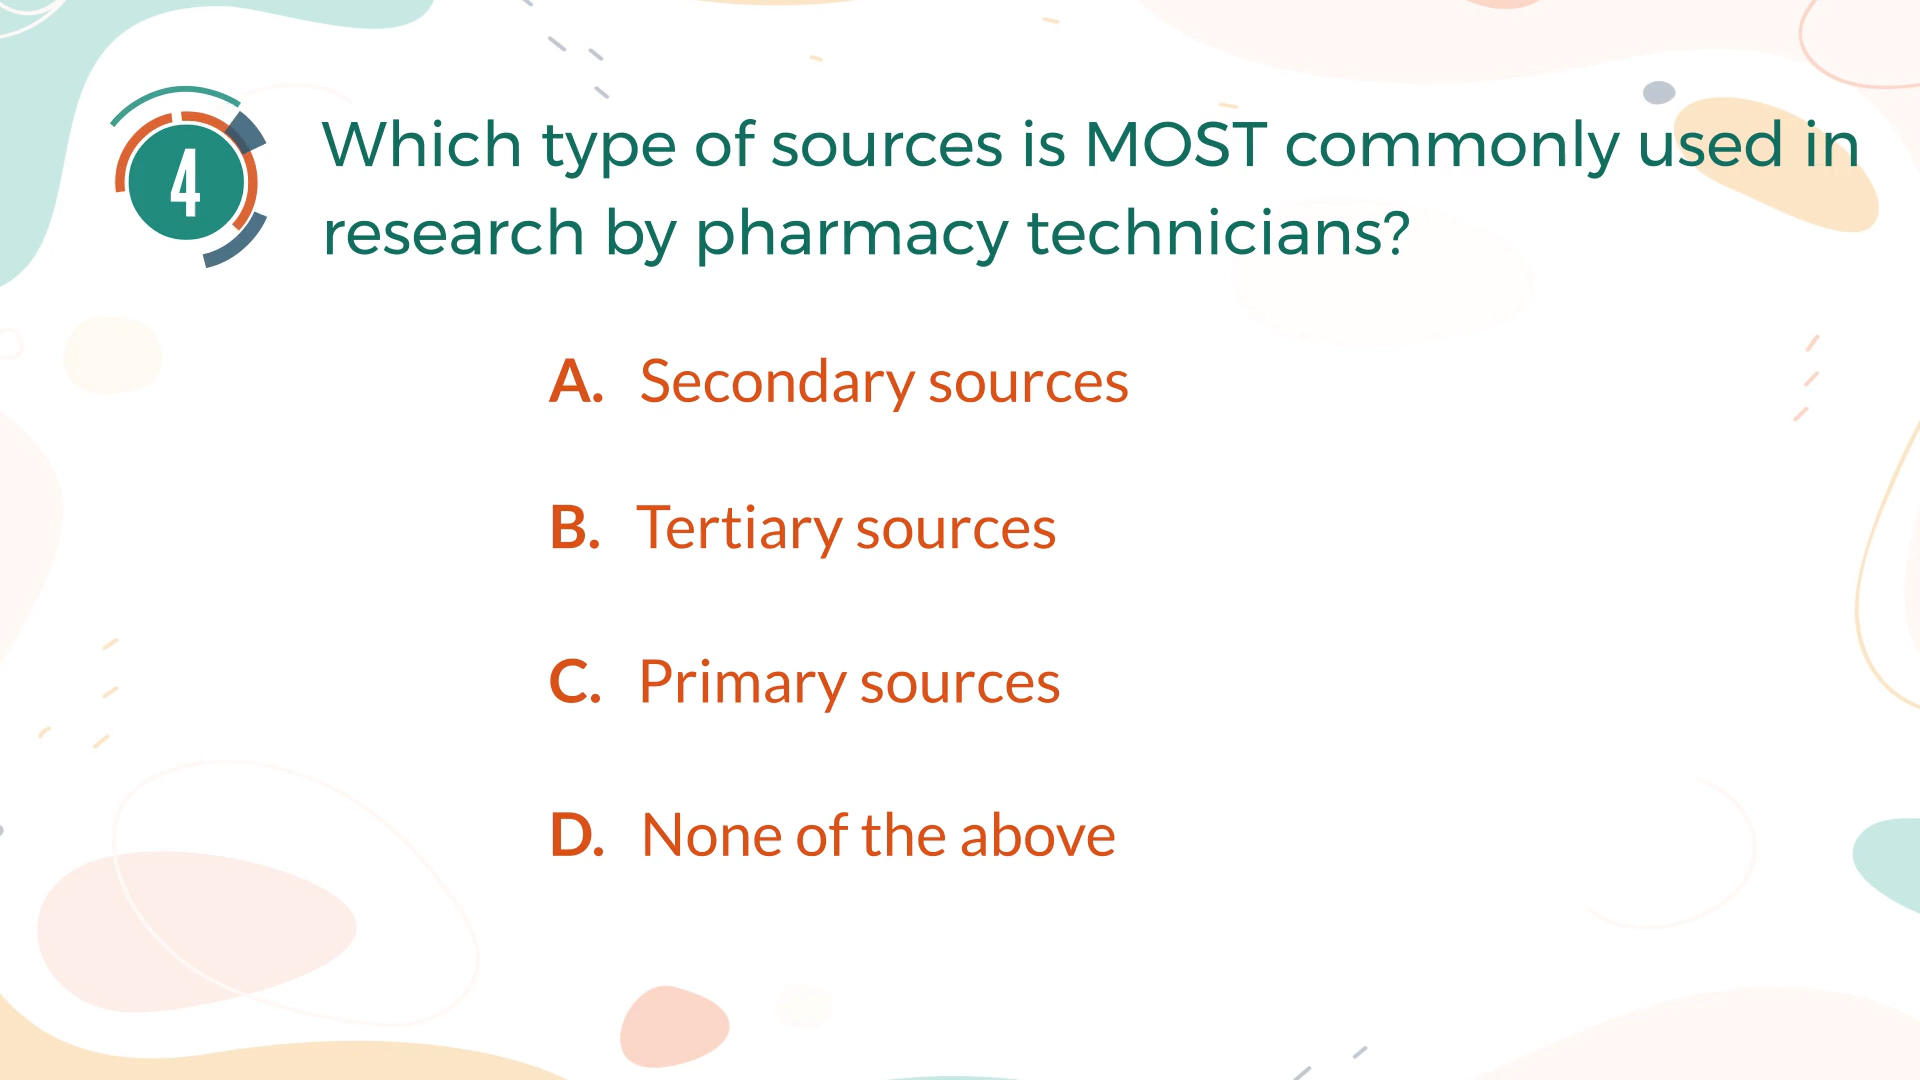 4
Which type of sources is MOST commonly used in
research by pharmacy technicians?
A. Secondary sources
B. Tertiary sources
C. Primary sources
D. None of the above